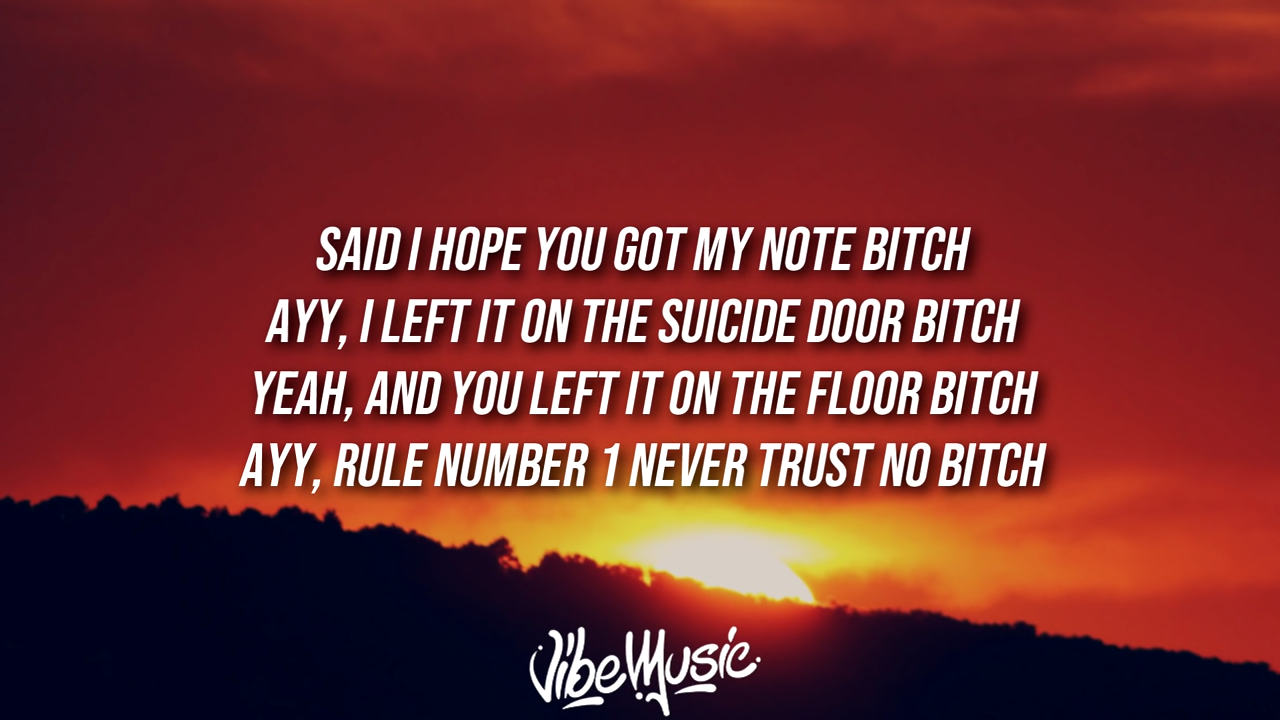 SAID I HOPE YOU GOT MY NOTE BITCH
AYY, I LEFT IT ON THE SUICIDE DOOR BITCH
YEAH, AND YOU LEFT IT ON THE FLOOR BITCH
AYY, RULE NUMBER 1 NEVER TRUST NO BITCH
VibeMusic